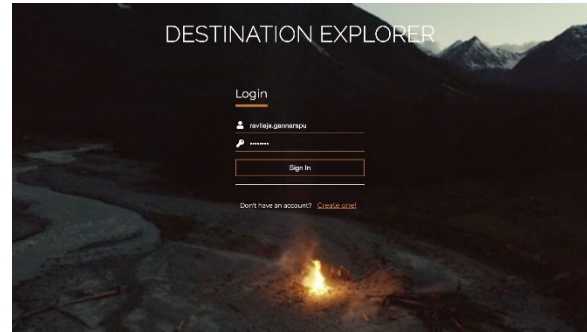 DESTINATION EXPLORER
Login
raviteja.gannarapu
••••••••
Sign In
Don't have an account? Create one!